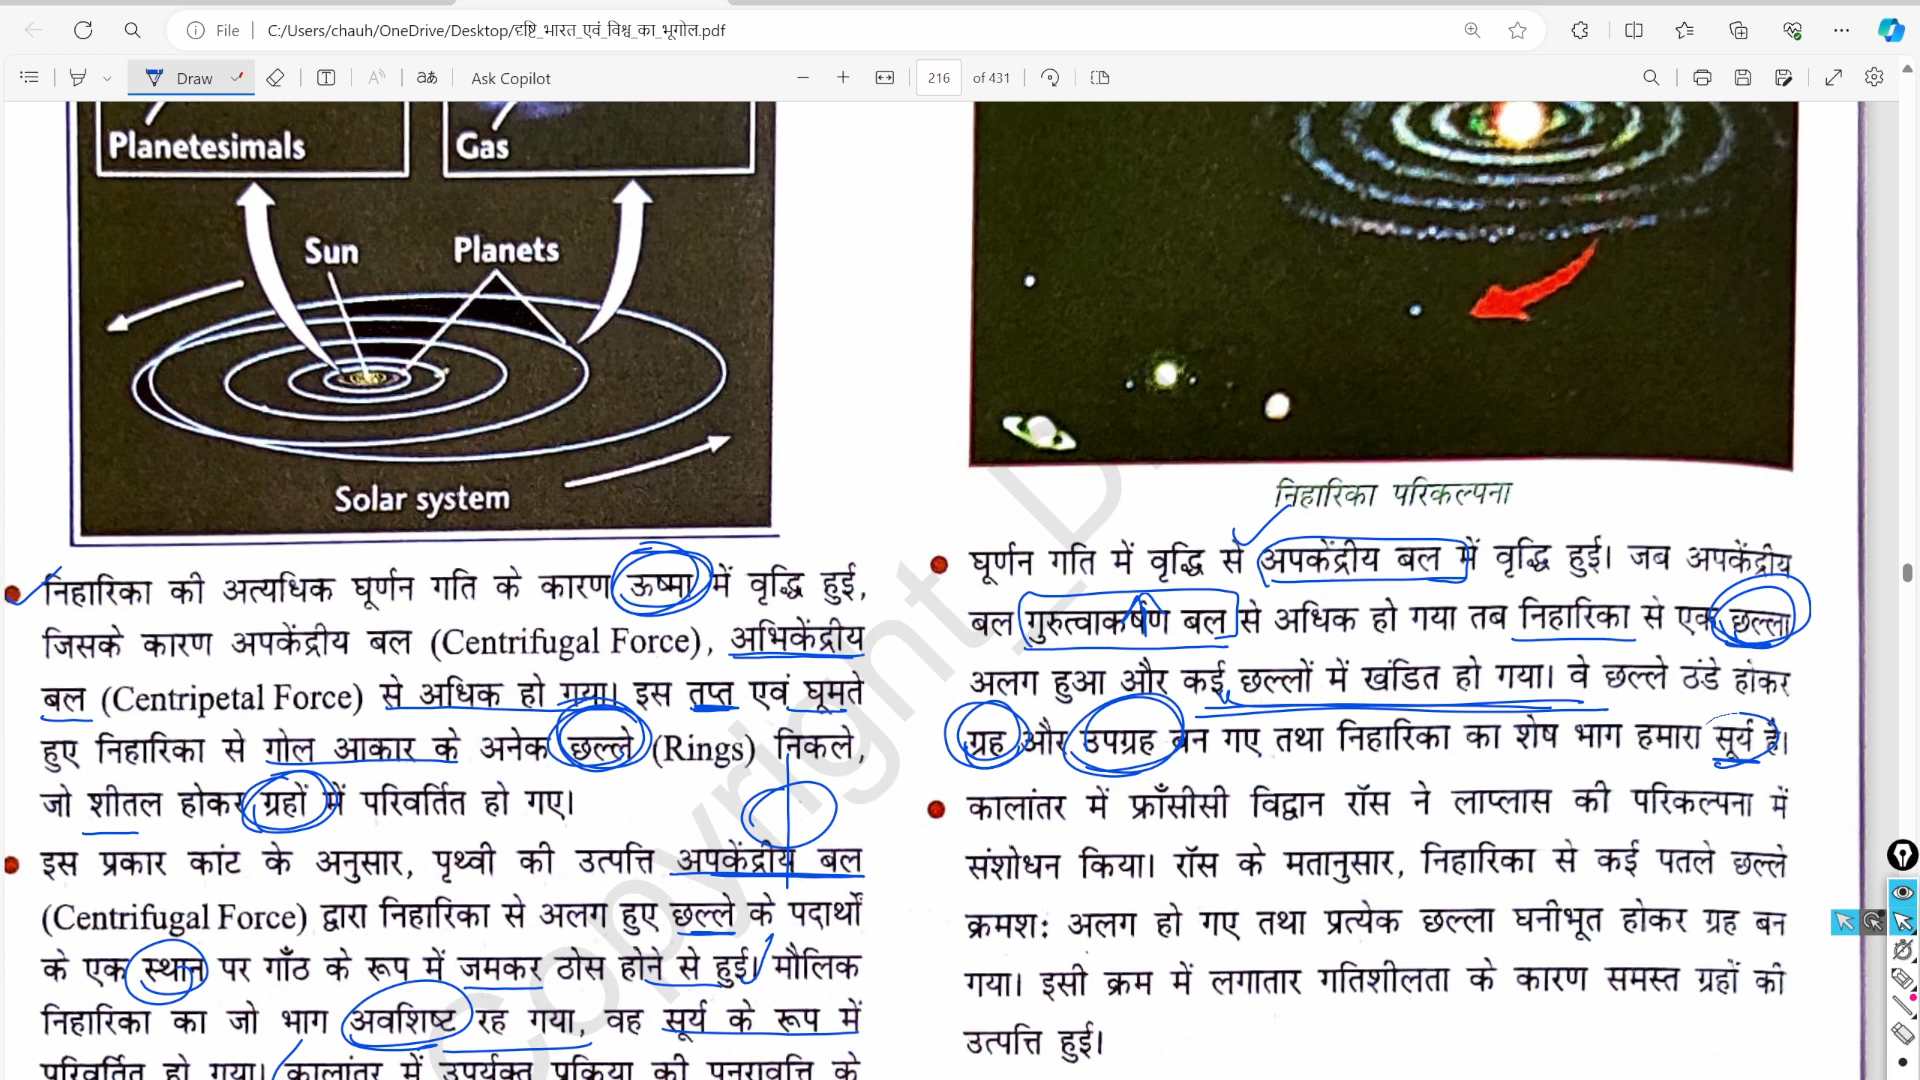 File
C:/Users/chauh/OneDrive/Desktop/दृष्टि_भारत_एवं_विश्व_का_भूगोल.pdf
Draw
Ask Copilot
216
of 431
Planetesimals
Gas
Sun
Planets
Solar system
निहारिका की अत्यधिक घूर्णन गति के कारण ऊष्मा में वृद्धि हुई,
जिसके कारण अपकेंद्रीय बल (Centrifugal Force), अभिकेंद्रीय
बल (Centripetal Force) से अधिक हो गया। इस तप्त एवं घूमते
हुए निहारिका से गोल आकार के अनेक छल्ले (Rings) निकले,
जो शीतल होकर ग्रहों में परिवर्तित हो गए।
इस प्रकार कांट के अनुसार, पृथ्वी की उत्पत्ति अपकेंद्रीय बल
(Centrifugal Force) द्वारा निहारिका से अलग हुए छल्ले के पदार्थों
के एक स्थान पर गाँठ के रूप में जमकर ठोस होने से हुई। मौलिक
निहारिका का जो भाग अवशिष्ट रह गया, वह सूर्य के रूप में
परिवर्तित हो गया। कालांतर में उपर्युक्त प्रक्रिया की पुनरावृत्ति के
निहारिका परिकल्पना
घूर्णन गति में वृद्धि से अपकेंद्रीय बल में वृद्धि हुई। जब अपकेंद्रीय
बल गुरुत्वाकर्षण बल से अधिक हो गया तब निहारिका से एक छल्ला
अलग हुआ और कई छल्लों में खंडित हो गया। वे छल्ले ठंडे होकर
ग्रह और उपग्रह बन गए तथा निहारिका का शेष भाग हमारा सूर्य है।
कालांतर में फ्राँसीसी विद्वान रॉस ने लाप्लास की परिकल्पना में
संशोधन किया। रॉस के मतानुसार, निहारिका से कई पतले छल्ले
क्रमश: अलग हो गए तथा प्रत्येक छल्ला घनीभूत होकर ग्रह बन
गया। इसी क्रम में लगातार गतिशीलता के कारण समस्त ग्रहों की
उत्पत्ति हुई।